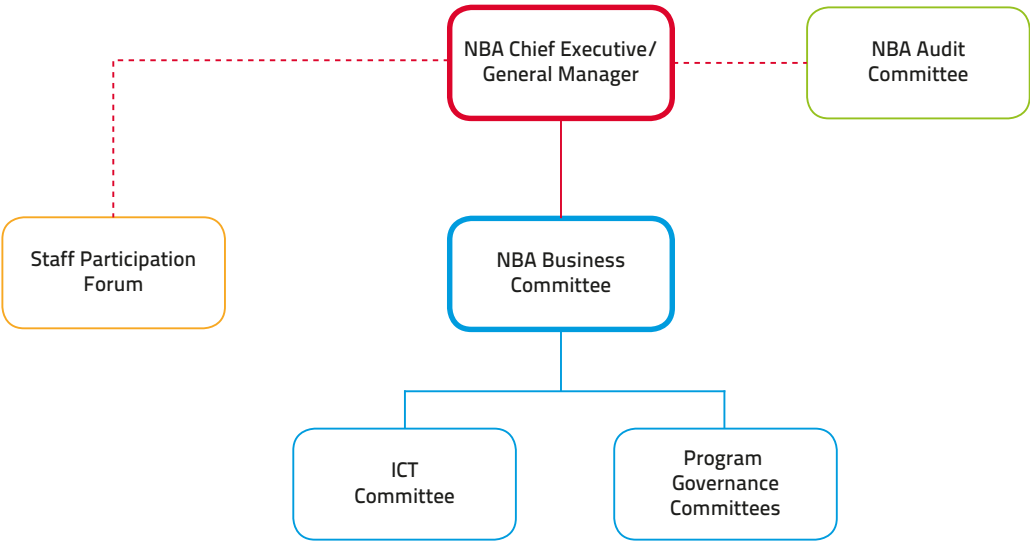 NBA Chief Executive/
General Manager
NBA Audit
Committee
Staff Participation
Forum
NBA Business
Committee
ICT
Committee
Program
Governance
Committees